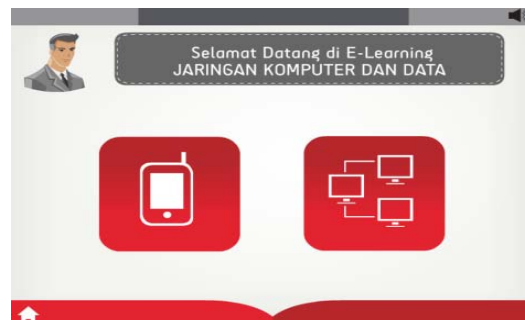 Selamat Datang di E-Learning
JARINGAN KOMPUTER DAN DATA